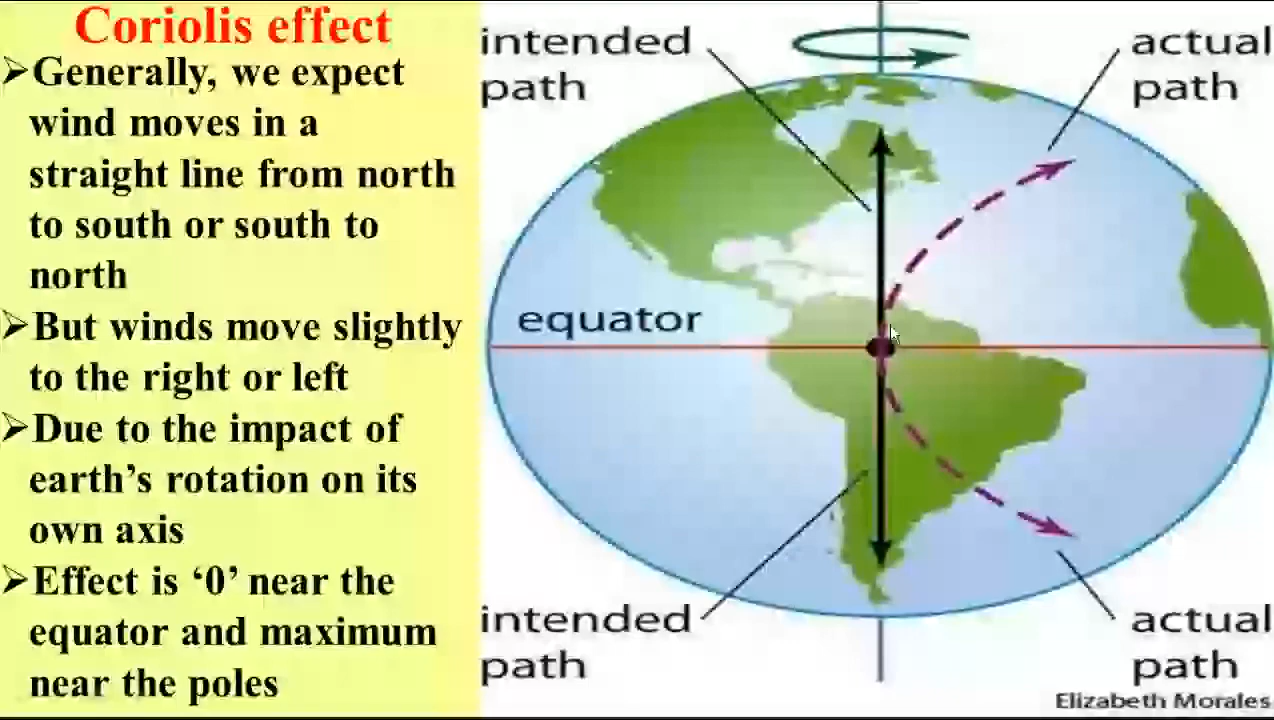 Coriolis effect
➢Generally, we expect
wind moves in a
straight line from north
to south or south to
north
➢But winds move slightly
to the right or left
➢Due to the impact of
earth’s rotation on its
own axis
➢Effect is ‘0’ near the
equator and maximum
near the poles
intended
path
actual
path
equator
intended
path
actual
path
Elizabeth Morales